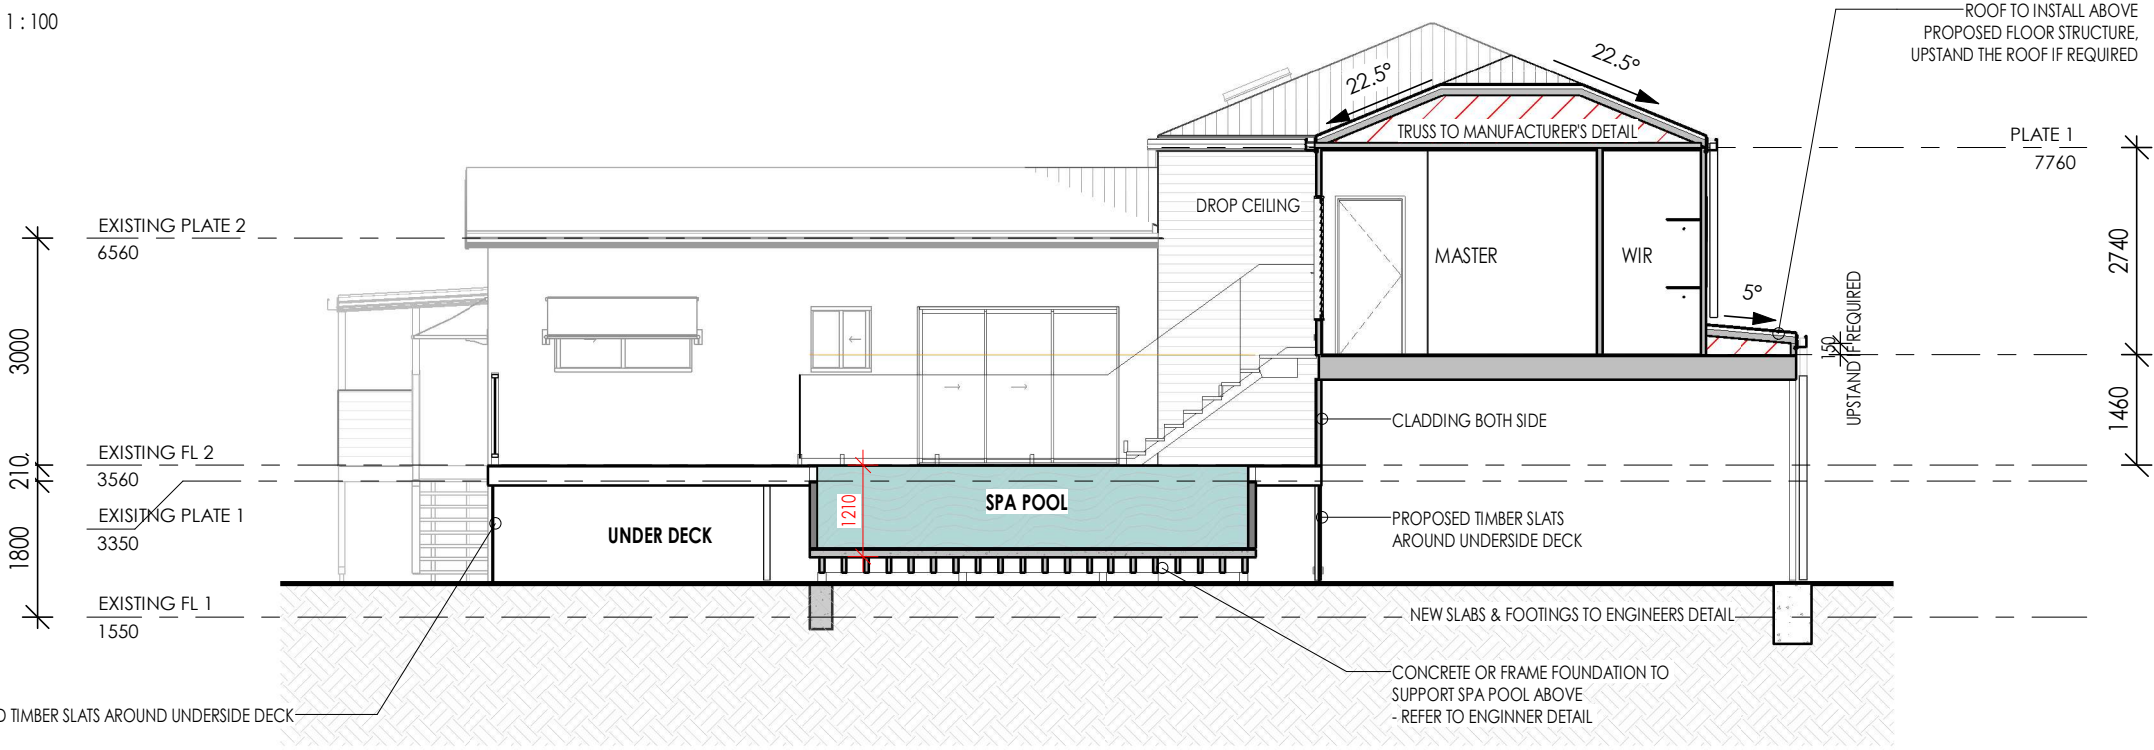 1 : 100
ROOF TO INSTALL ABOVE
PROPOSED FLOOR STRUCTURE,
UPSTAND THE ROOF IF REQUIRED
22.5°
22.5°
TRUSS TO MANUFACTURER'S DETAIL
PLATE 1
7760
DROP CEILING
EXISTING PLATE 2
6560
MASTER
WIR
2740
5°
150
UPSTAND IF REQUIRED
3000
1460
CLADDING BOTH SIDE
EXISTING FL 2
3560
210
EXISITNG PLATE 1
3350
1800
1210
SPA POOL
UNDER DECK
PROPOSED TIMBER SLATS
AROUND UNDERSIDE DECK
EXISTING FL 1
1550
NEW SLABS & FOOTINGS TO ENGINEERS DETAIL
CONCRETE OR FRAME FOUNDATION TO
SUPPORT SPA POOL ABOVE
- REFER TO ENGINNER DETAIL
D TIMBER SLATS AROUND UNDERSIDE DECK